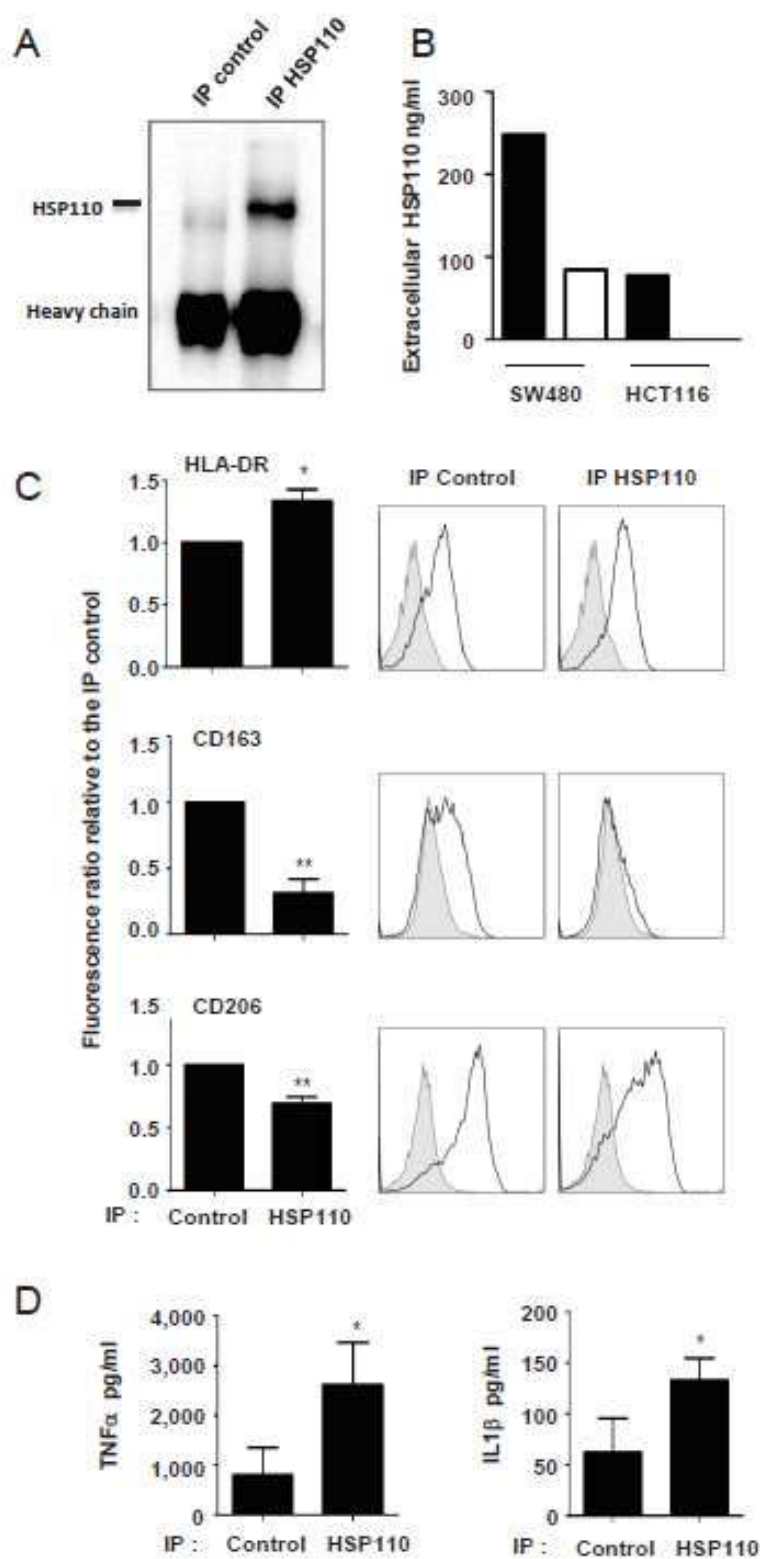 A
IP control
IP HSP110
HSP110
Heavy chain
B
Extracellular HSP110 ng/ml
300
200
100
0
SW480
HCT116
C
Fluorescence ratio relative to the IP control
HLA-DR
*
1.5
1.0
0.5
0.0
IP Control
IP HSP110
CD163
**
1.5
1.0
0.5
0.0
CD206
**
1.5
1.0
0.5
0.0
IP :
Control
HSP110
D
TNFα pg/ml
4,000
3,000
2,000
1,000
0
*
IP :
Control
HSP110
IL1β pg/ml
200
150
100
50
0
*
IP :
Control
HSP110